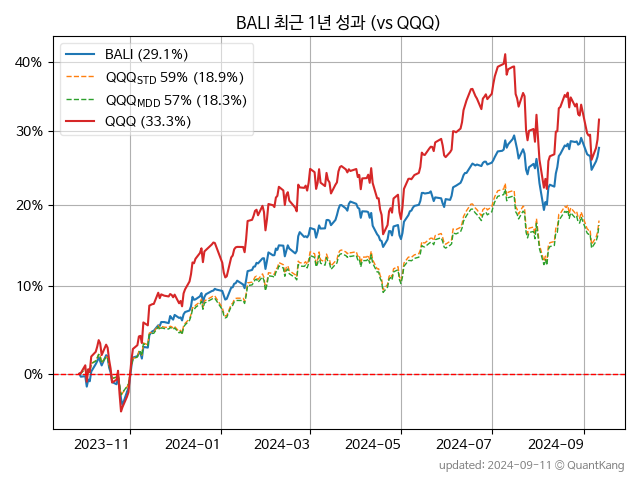 BALI 최근 1년 성과 (vs QQQ)
BALI (29.1%)
QQQSTD 59% (18.9%)
QQQMDD 57% (18.3%)
QQQ (33.3%)
40%
30%
20%
10%
0%
2023-11 2024-01 2024-03 2024-05 2024-07 2024-09
updated: 2024-09-11 © QuantKang